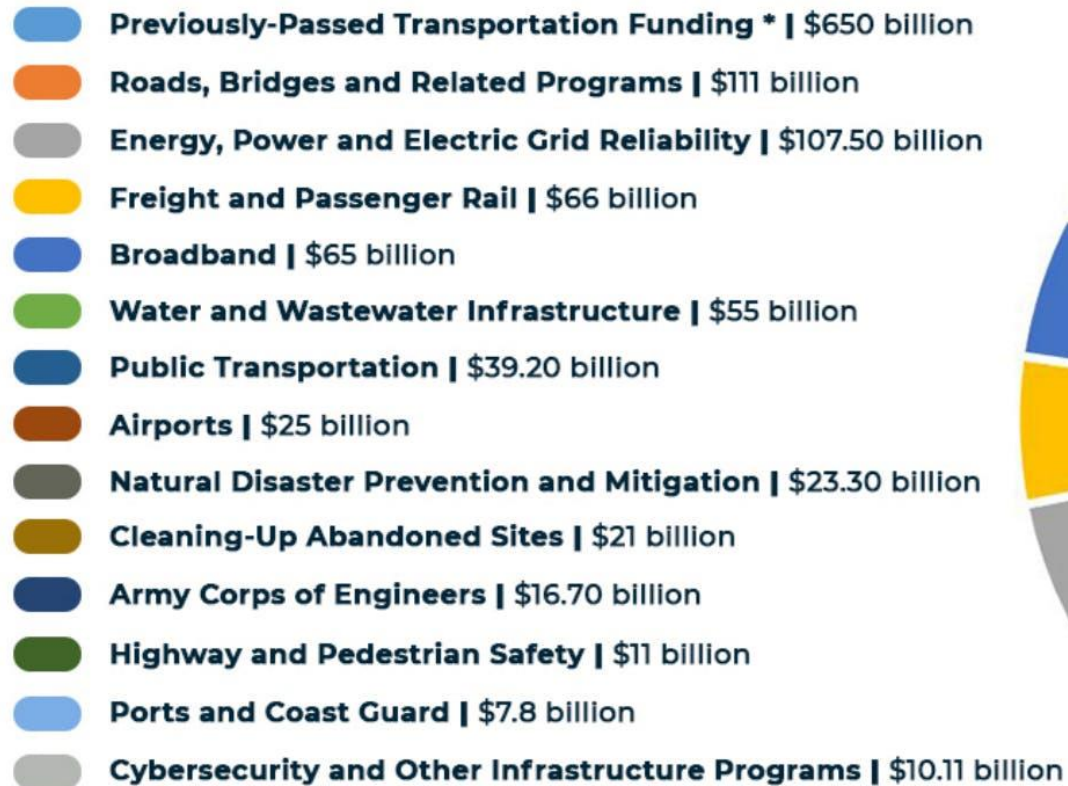 Previously-Passed Transportation Funding * | $650 billion
Roads, Bridges and Related Programs | $111 billion
Energy, Power and Electric Grid Reliability | $107.50 billion
Freight and Passenger Rail | $66 billion
Broadband | $65 billion
Water and Wastewater Infrastructure | $55 billion
Public Transportation | $39.20 billion
Airports | $25 billion
Natural Disaster Prevention and Mitigation | $23.30 billion
Cleaning-Up Abandoned Sites | $21 billion
Army Corps of Engineers | $16.70 billion
Highway and Pedestrian Safety | $11 billion
Ports and Coast Guard | $7.8 billion
Cybersecurity and Other Infrastructure Programs | $10.11 billion